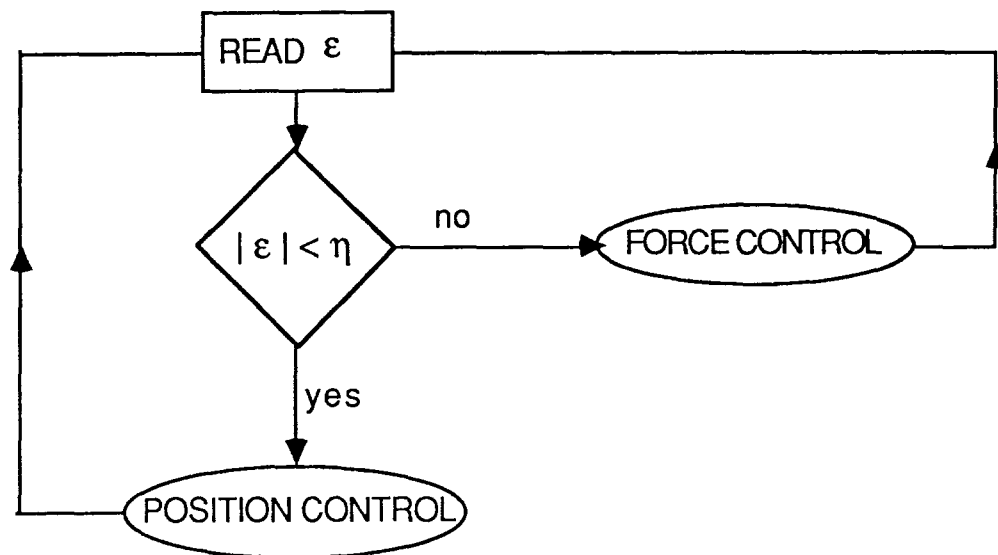 READ ε
| ε | < η
no
FORCE CONTROL
yes
POSITION CONTROL